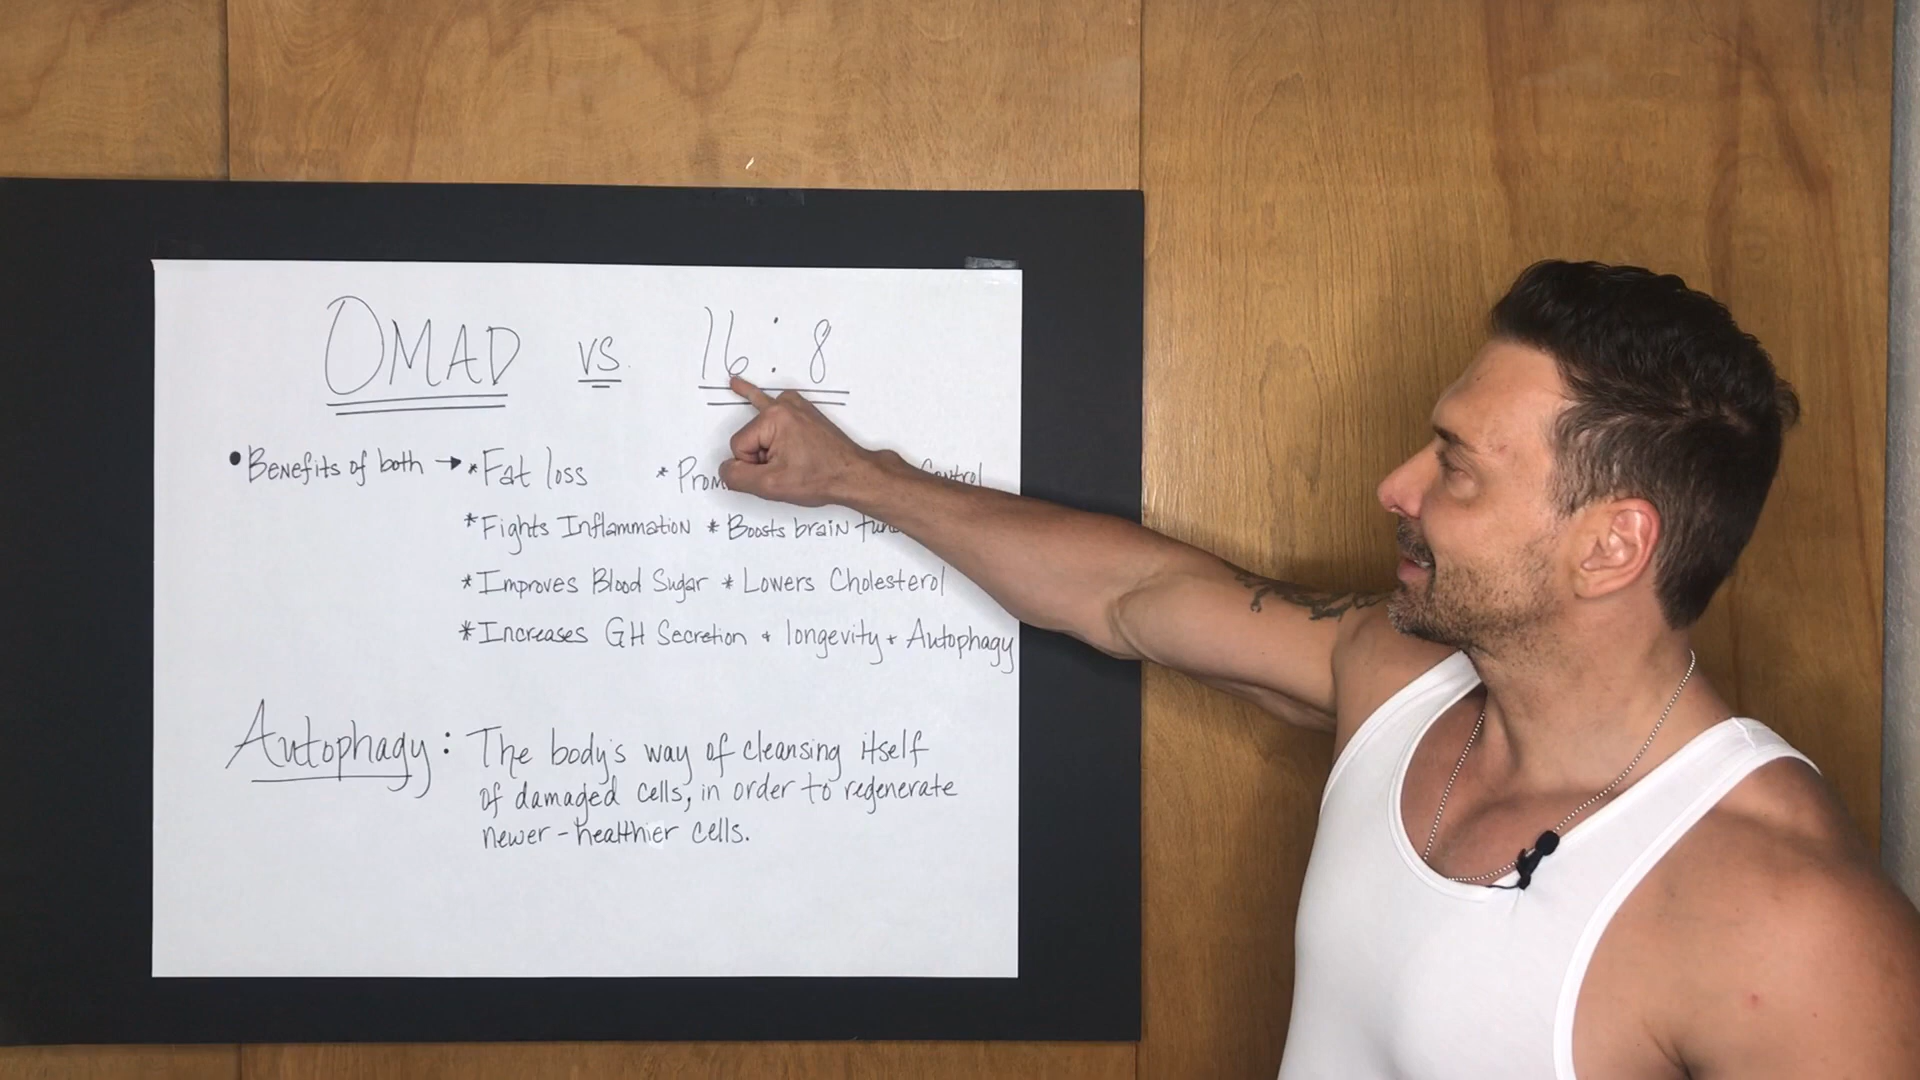 OMAD vs 16:8
• Benefits of both → * Fat loss * Control
* Fights Inflammation * Boosts brain
* Improves Blood Sugar * Lowers Cholesterol
* Increases GH Secretion + longevity + Autophagy
Autophagy: The body's way of cleansing itself
of damaged cells, in order to regenerate
newer-healthier cells.